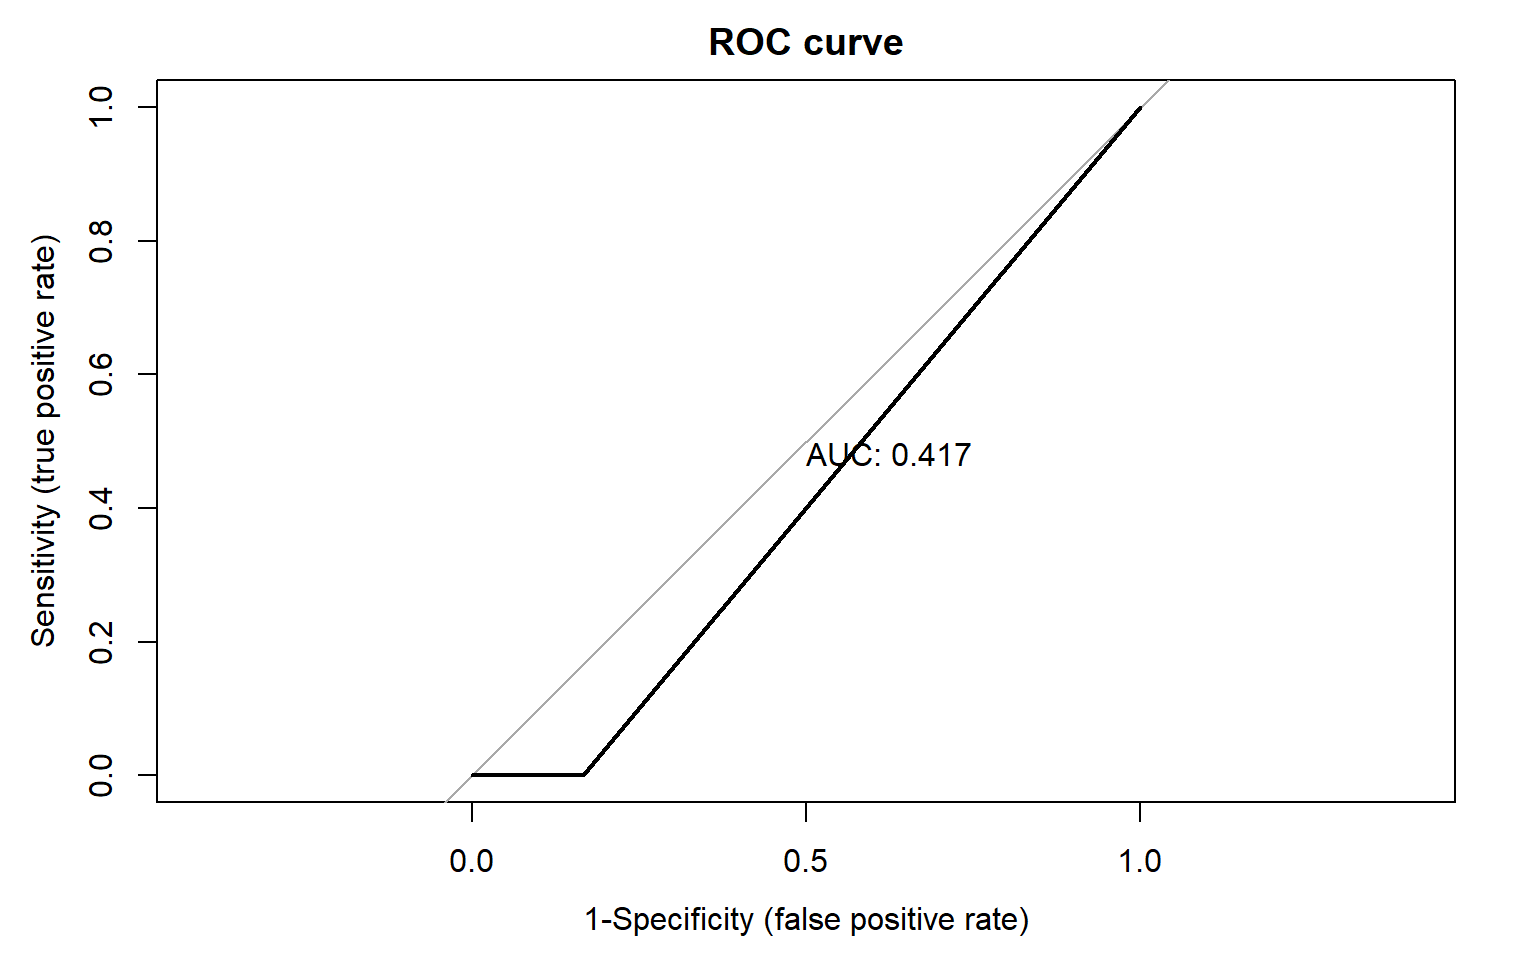 ROC curve
1.0
0.8
0.6
0.4
0.2
0.0
Sensitivity (true positive rate)
AUC: 0.417
0.0 0.5 1.0
1-Specificity (false positive rate)